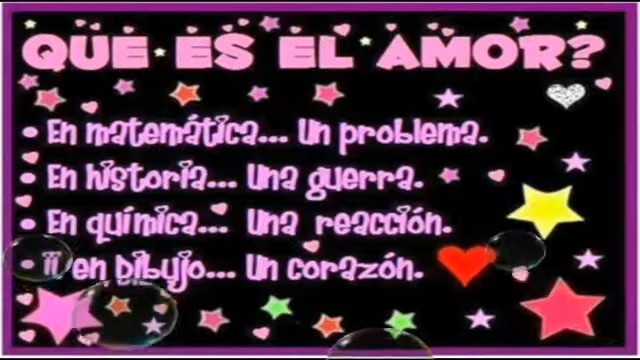 QUE ES EL AMOR?
• En matemática... Un problema.
• En historia... Una guerra.
• En química... Una reacción.
• ii en Dibujo... Un corazón.